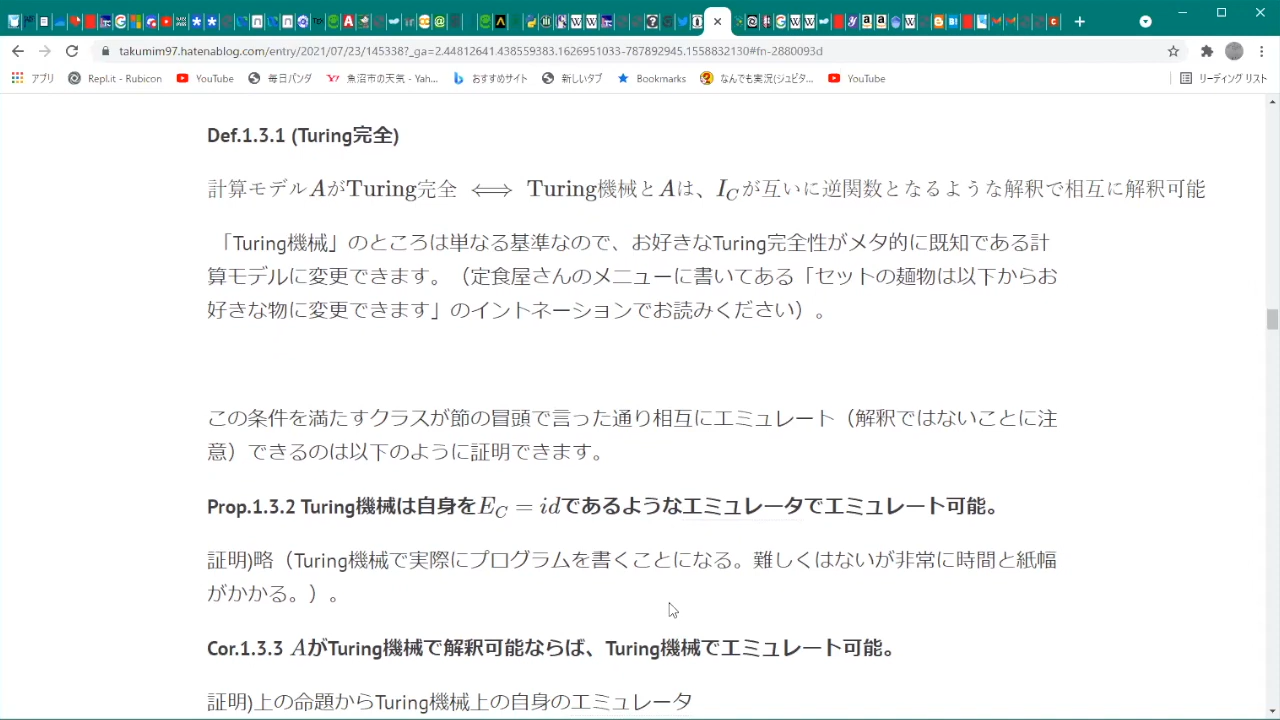 takumim97.hatenablog.com/entry/2021/07/23/145338?_ga=2.44812641.438559383.1626951033-787892945.1558832130#fn-2880093d
アプリ Repl.it - Rubicon YouTube 毎日パンダ 魚沼市の天気 - Yah... おすすめサイト 新しいタブ Bookmarks なんでも実況(ジュピタ... YouTube リーディング リスト
Def.1.3.1 (Turing完全)
計算モデルAがTuring完全 ⟺ Turing機械とAは、I_Cが互いに逆関数となるような解釈で相互に解釈可能
「Turing機械」のところは単なる基準なので、お好きなTuring完全性がメタ的に既知である計
算モデルに変更できます。（定食屋さんのメニューに書いてある「セットの麺物は以下からお
好きな物に変更できます」のイントネーションでお読みください）。
この条件を満たすクラスが節の冒頭で言った通り相互にエミュレート（解釈ではないことに注
意）できるのは以下のように証明できます。
Prop.1.3.2 Turing機械は自身をE_C = idであるようなエミュレータでエミュレート可能。
証明)略（Turing機械で実際にプログラムを書くことになる。難しくはないが非常に時間と紙幅
がかかる。）。
Cor.1.3.3 AがTuring機械で解釈可能ならば、Turing機械でエミュレート可能。
証明)上の命題からTuring機械上の自身のエミュレータ